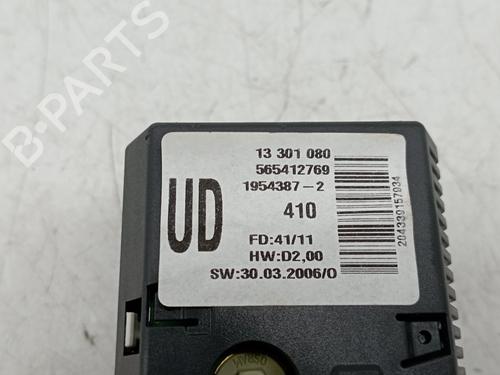 13 301 080
565412769
1954387-2
UD
410
FD:41/11
HW:D2,00
SW:30.03.2006/0
204339157934
B-PARTS